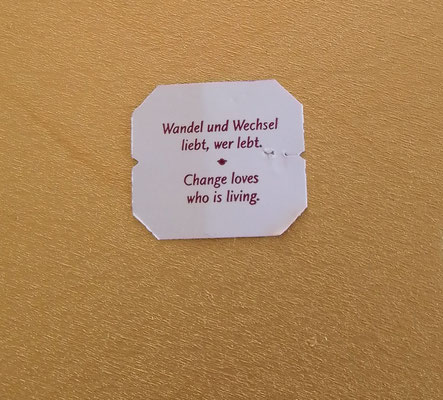 Wandel und Wechsel
liebt, wer lebt.
Change loves
who is living.